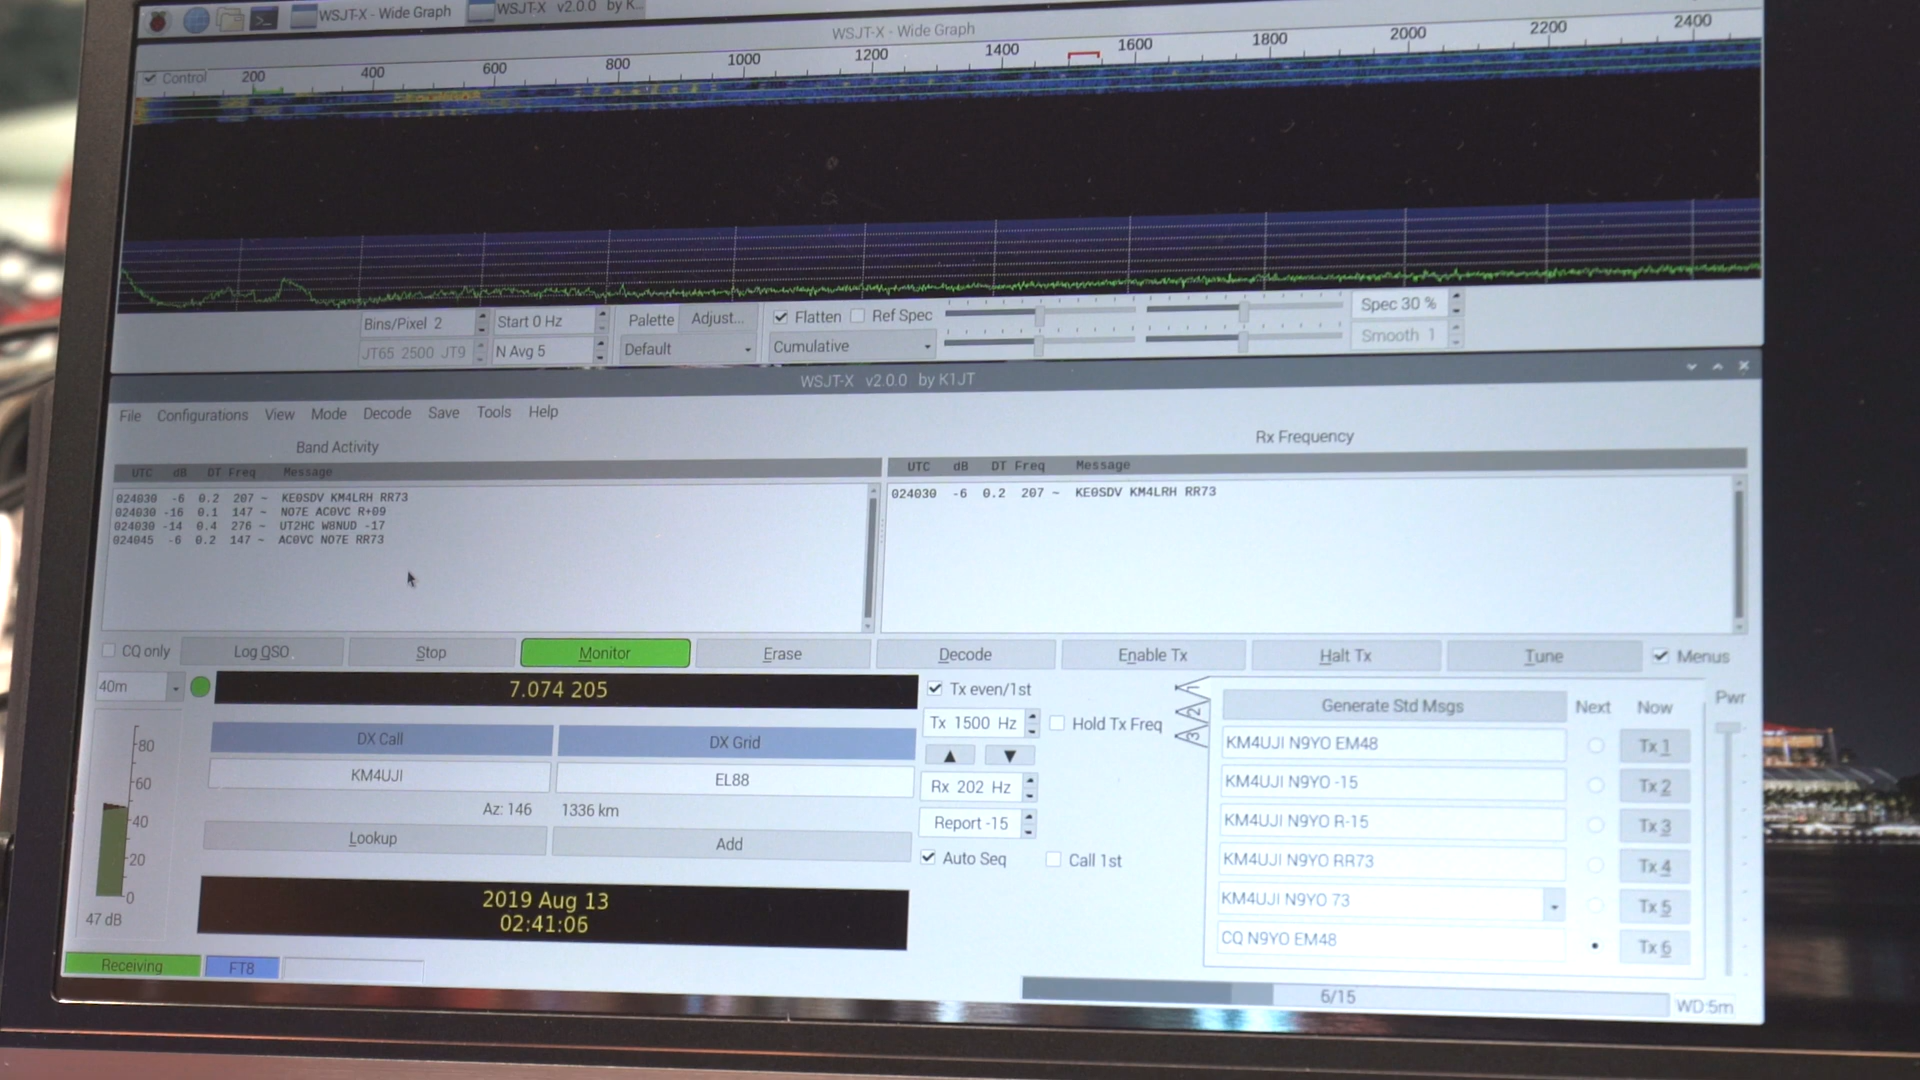 WSJT-X - Wide Graph
WSJT-X v2.0.0 by K...
WSJT-X - Wide Graph
Control 200 400 600 800 1000 1200 1400 1600 1800 2000 2200 2400
Bins/Pixel 2 Start 0 Hz Palette Adjust... Flatten Ref Spec Spec 30 %
JT65 2500 JT9 N Avg 5 Default Cumulative Smooth 1
WSJT-X v2.0.0 by K1JT
File Configurations View Mode Decode Save Tools Help
Band Activity
UTC dB DT Freq Message
024030 -6 0.2 207 ~ KE0SDV KM4LRH RR73
024030 -16 0.1 147 ~ NO7E AC0VC R+09
024030 -14 0.4 276 ~ UT2HC W8NUD -17
024045 -6 0.2 147 ~ AC0VC NO7E RR73
Rx Frequency
UTC dB DT Freq Message
024030 -6 0.2 207 ~ KE0SDV KM4LRH RR73
CQ only Log QSO Stop Monitor Erase Decode Enable Tx Halt Tx Tune Menus
40m 7.074 205
80
60
40
20
0
47 dB
DX Call DX Grid
KM4UJI EL88
Az: 146 1336 km
Lookup Add
2019 Aug 13
02:41:06
Tx even/1st
Tx 1500 Hz Hold Tx Freq
Rx 202 Hz
Report -15
Auto Seq Call 1st
1
2
3
Generate Std Msgs Next Now Pwr
KM4UJI N9YO EM48 Tx 1
KM4UJI N9YO -15 Tx 2
KM4UJI N9YO R-15 Tx 3
KM4UJI N9YO RR73 Tx 4
KM4UJI N9YO 73 Tx 5
CQ N9YO EM48 Tx 6
Receiving FT8 6/15 WD:5m